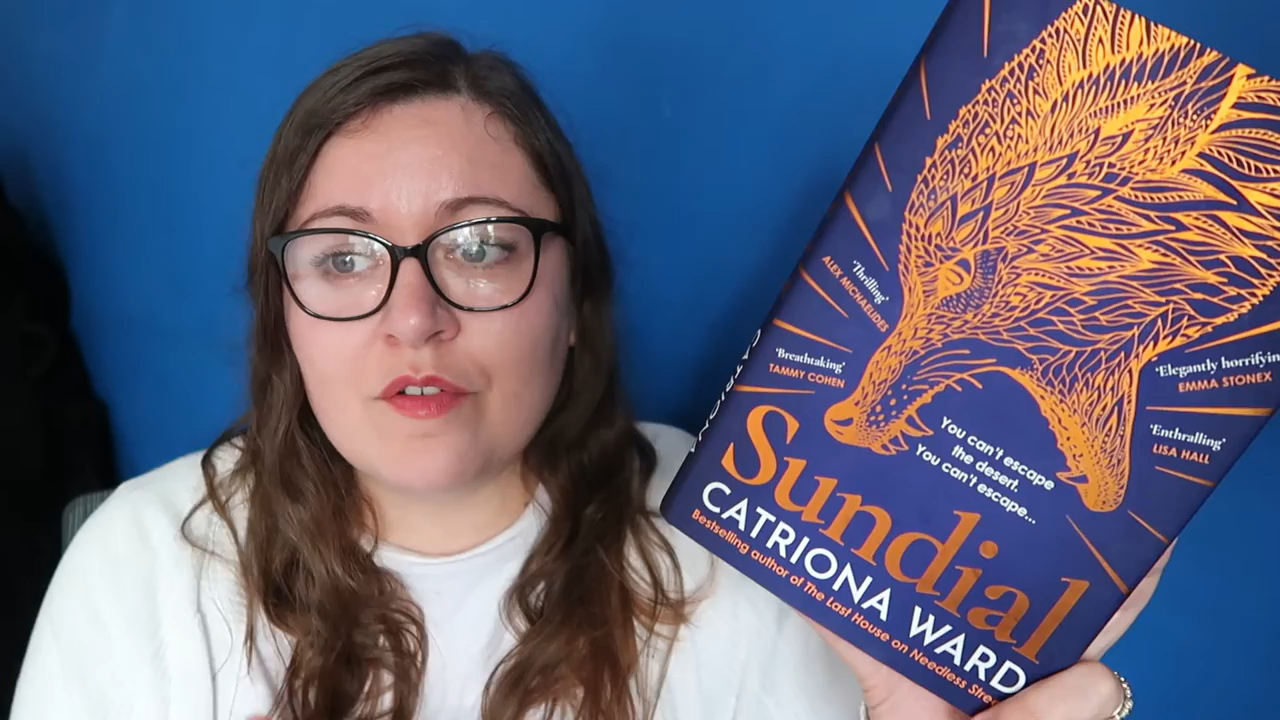 'Thrilling'
ALEX MICHAELIDES
'Breathtaking'
TAMMY COHEN
'Elegantly horrifyin
EMMA STONEX
'Enthralling'
LISA HALL
You can't escape
the desert.
You can't escape...
Sundial
CATRIONA WARD
Bestselling author of The Last House on Needless Stre